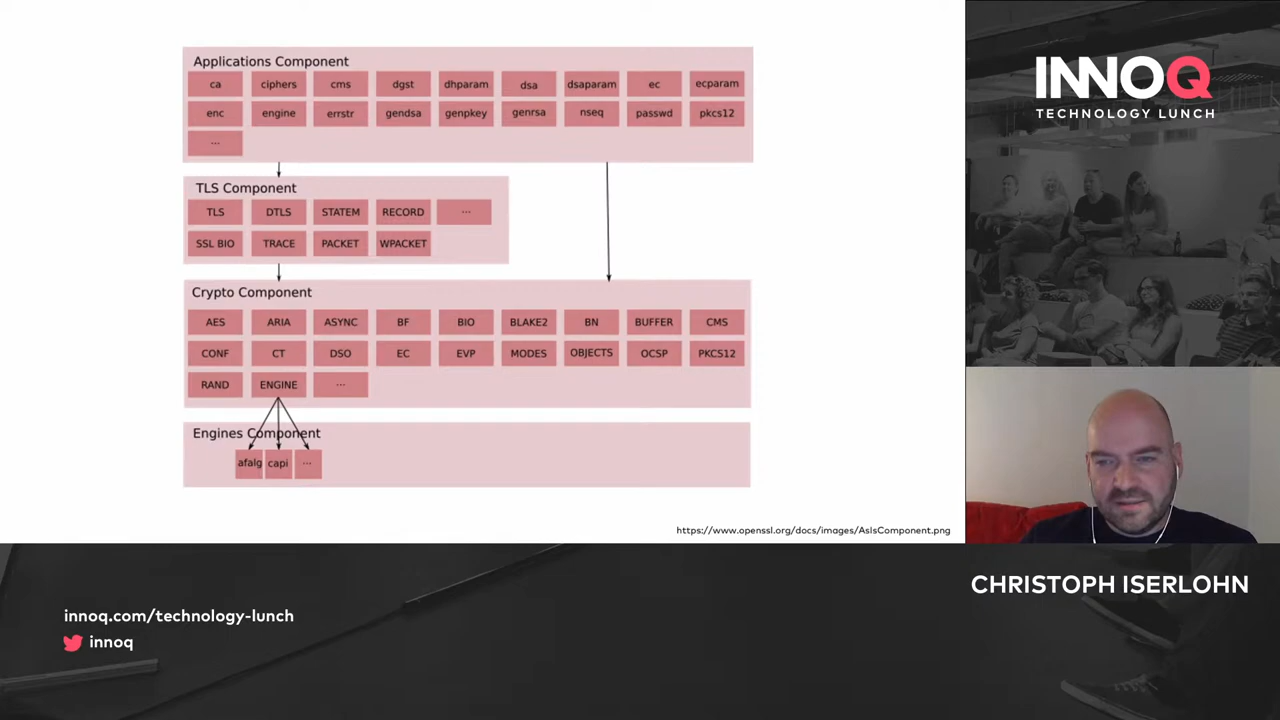 Applications Component
ca ciphers cms dgst dhparam dsa dsaparam ec ecparam
enc engine errstr gendsa genpkey genrsa nseq passwd pkcs12
...
TLS Component
TLS DTLS STATEM RECORD ...
SSL BIO TRACE PACKET WPACKET
Crypto Component
AES ARIA ASYNC BF BIO BLAKE2 BN BUFFER CMS
CONF CT DSO EC EVP MODES OBJECTS OCSP PKCS12
RAND ENGINE ...
Engines Component
afalg capi ...
https://www.openssl.org/docs/images/AsIsComponent.png
INNOQ
TECHNOLOGY LUNCH
CHRISTOPH ISERLOHN
innoq.com/technology-lunch
innoq